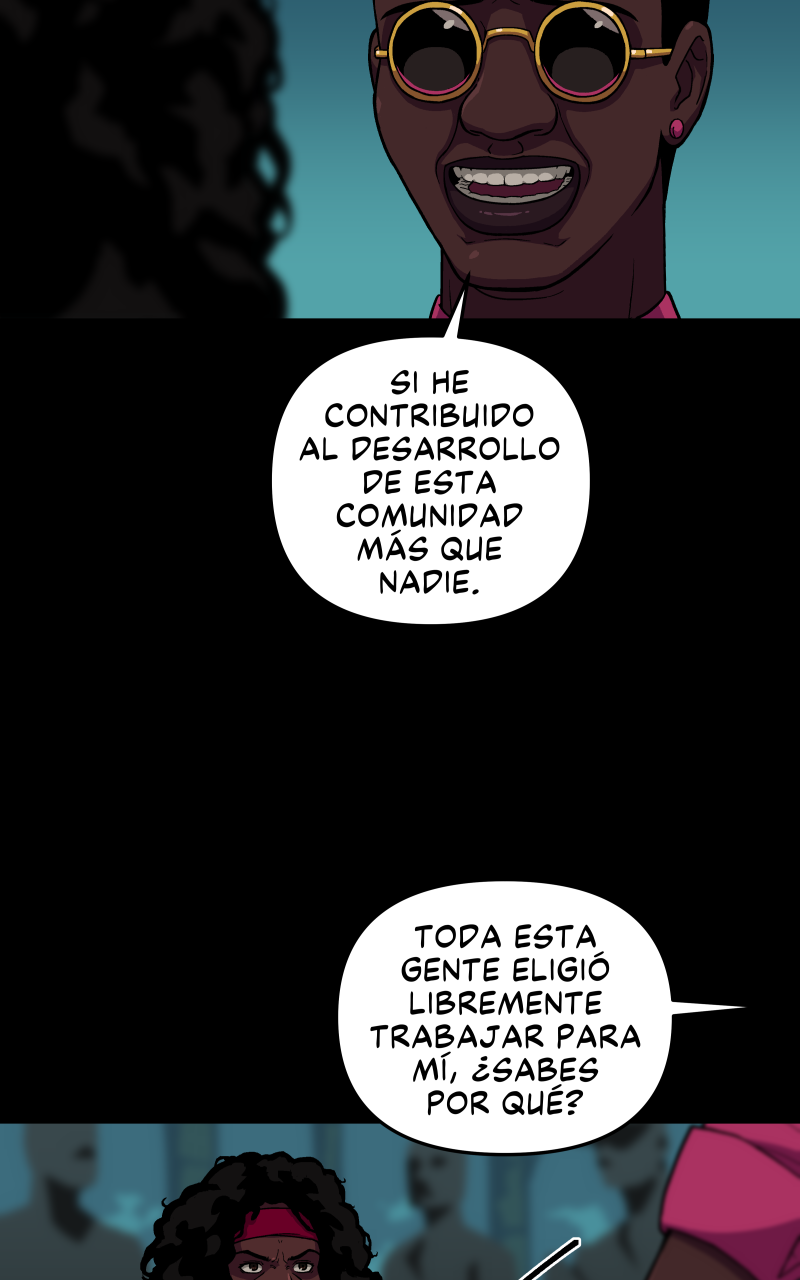 SI HE
CONTRIBUIDO
AL DESARROLLO
DE ESTA
COMUNIDAD
MÁS QUE
NADIE.
TODA ESTA
GENTE ELIGIÓ
LIBREMENTE
TRABAJAR PARA
MÍ, ¿SABES
POR QUÉ?